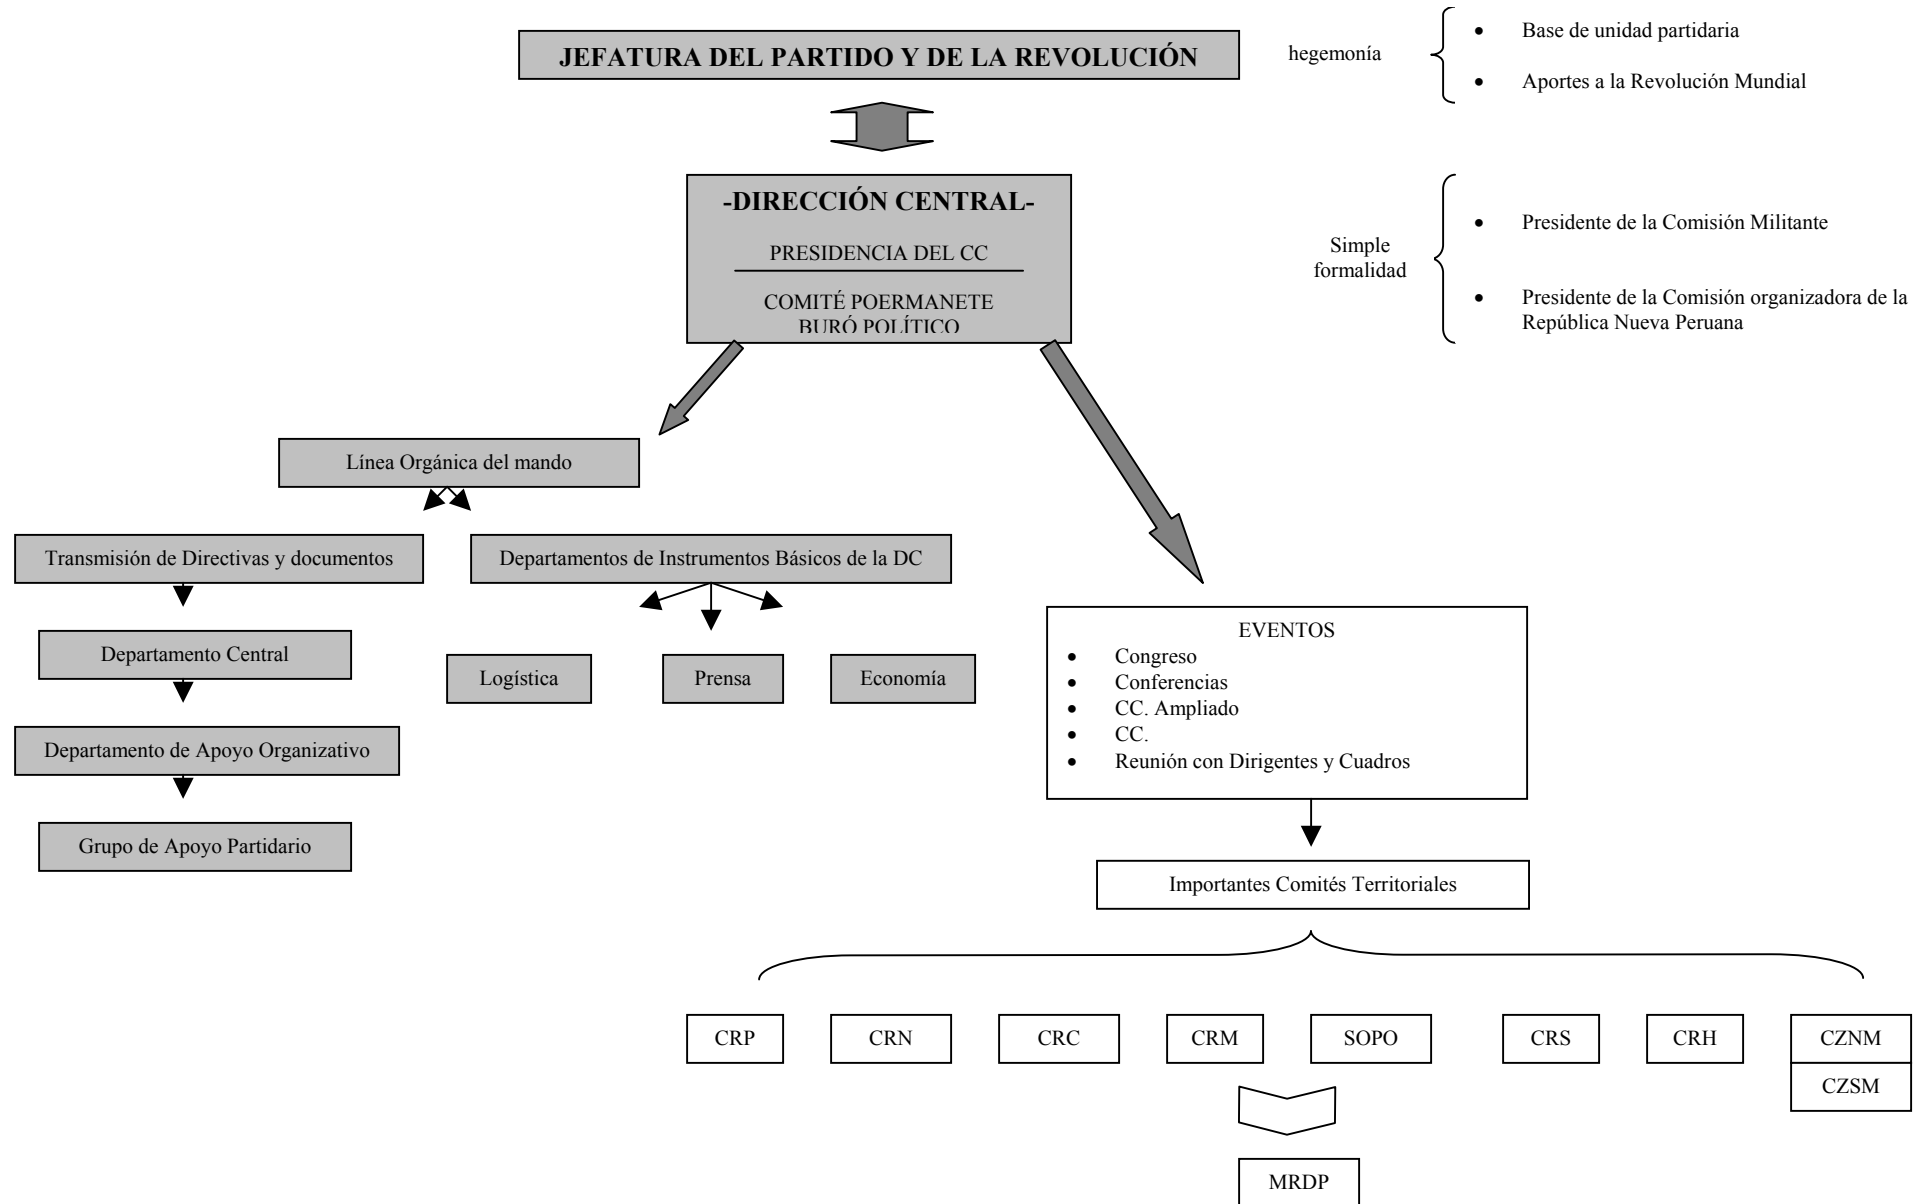 JEFATURA DEL PARTIDO Y DE LA REVOLUCIÓN
hegemonía
• Base de unidad partidaria
• Aportes a la Revolución Mundial
-DIRECCIÓN CENTRAL-
PRESIDENCIA DEL CC
COMITÉ POERMANETE
BURÓ POLÍTICO
Simple
formalidad
• Presidente de la Comisión Militante
• Presidente de la Comisión organizadora de la
República Nueva Peruana
Línea Orgánica del mando
Transmisión de Directivas y documentos
Departamentos de Instrumentos Básicos de la DC
Departamento Central
Logística
Prensa
Economía
Departamento de Apoyo Organizativo
Grupo de Apoyo Partidario
EVENTOS
• Congreso
• Conferencias
• CC. Ampliado
• CC.
• Reunión con Dirigentes y Cuadros
Importantes Comités Territoriales
CRP
CRN
CRC
CRM
SOPO
CRS
CRH
CZNM
CZSM
MRDP